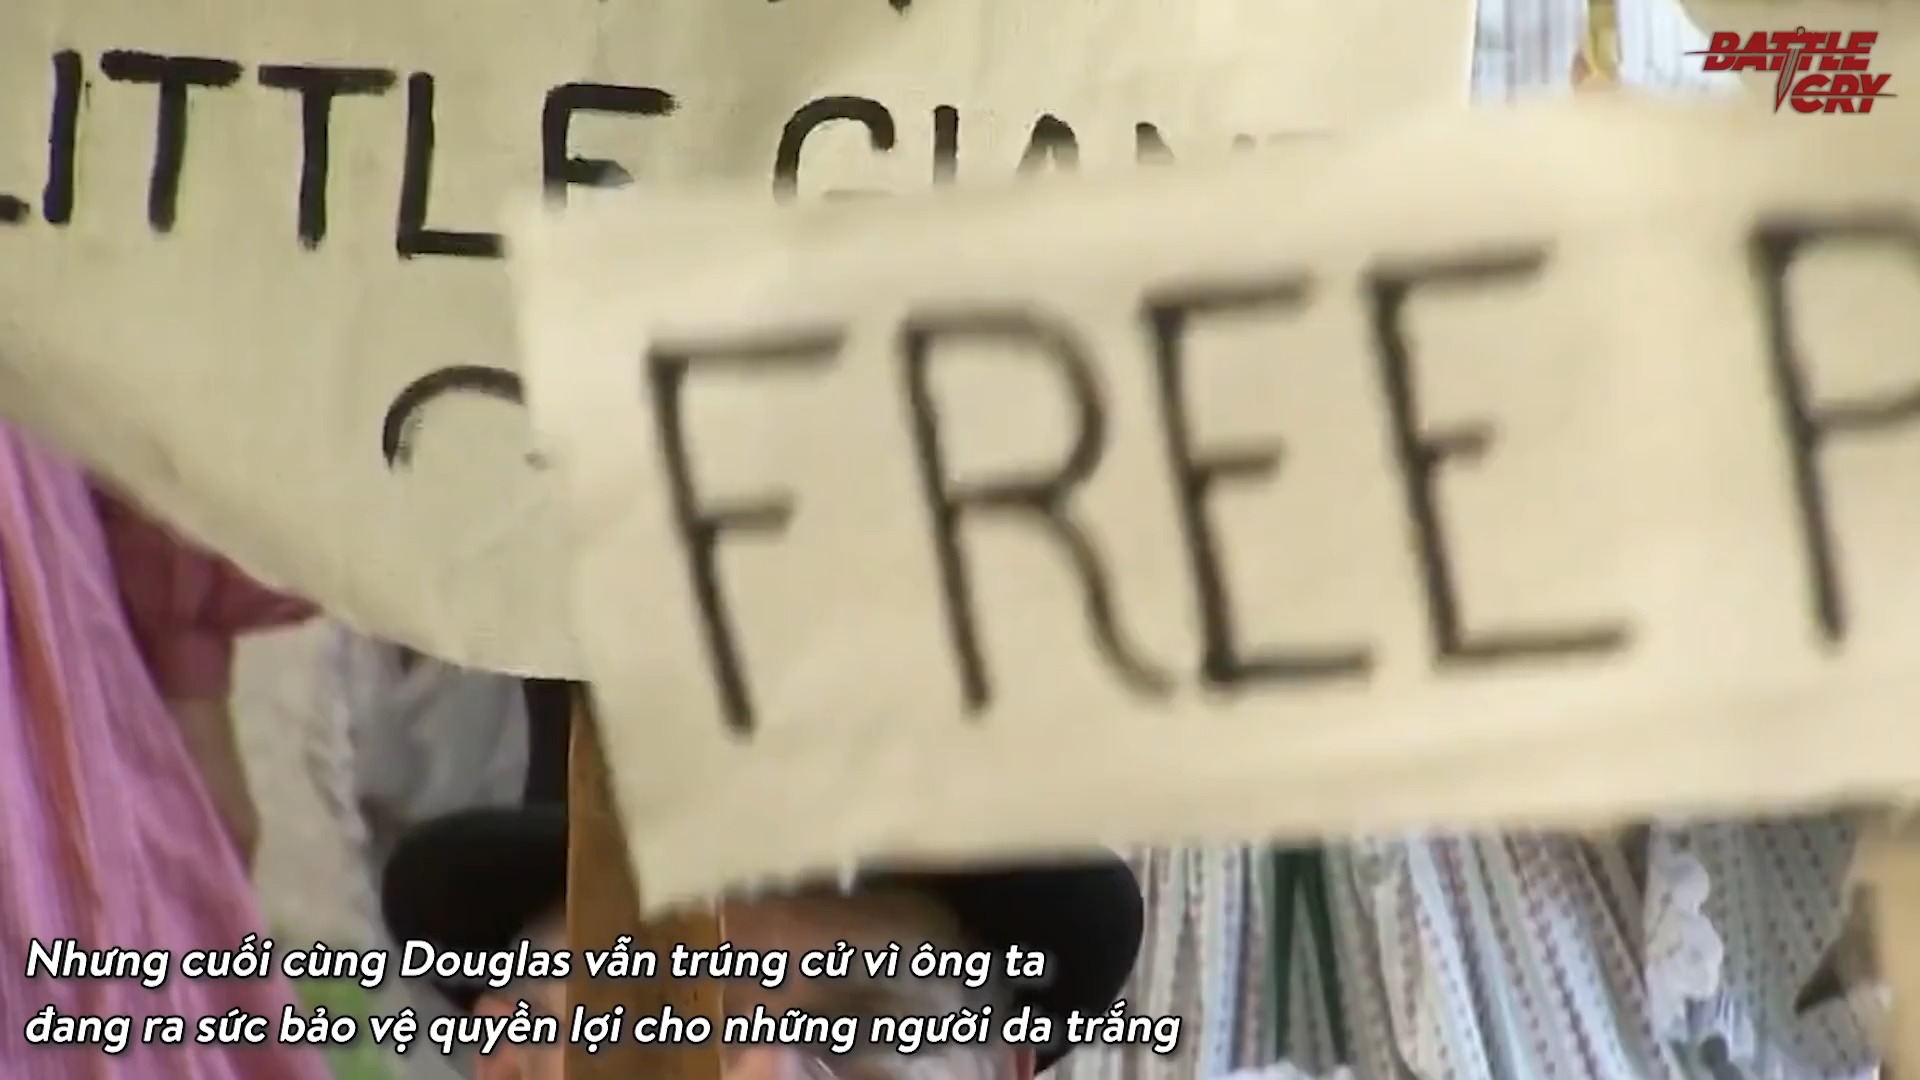 BATTLE
CRY
LITTLE GIANT
FREE
Nhưng cuối cùng Douglas vẫn trúng cử vì ông ta
đang ra sức bảo vệ quyền lợi cho những người da trắng